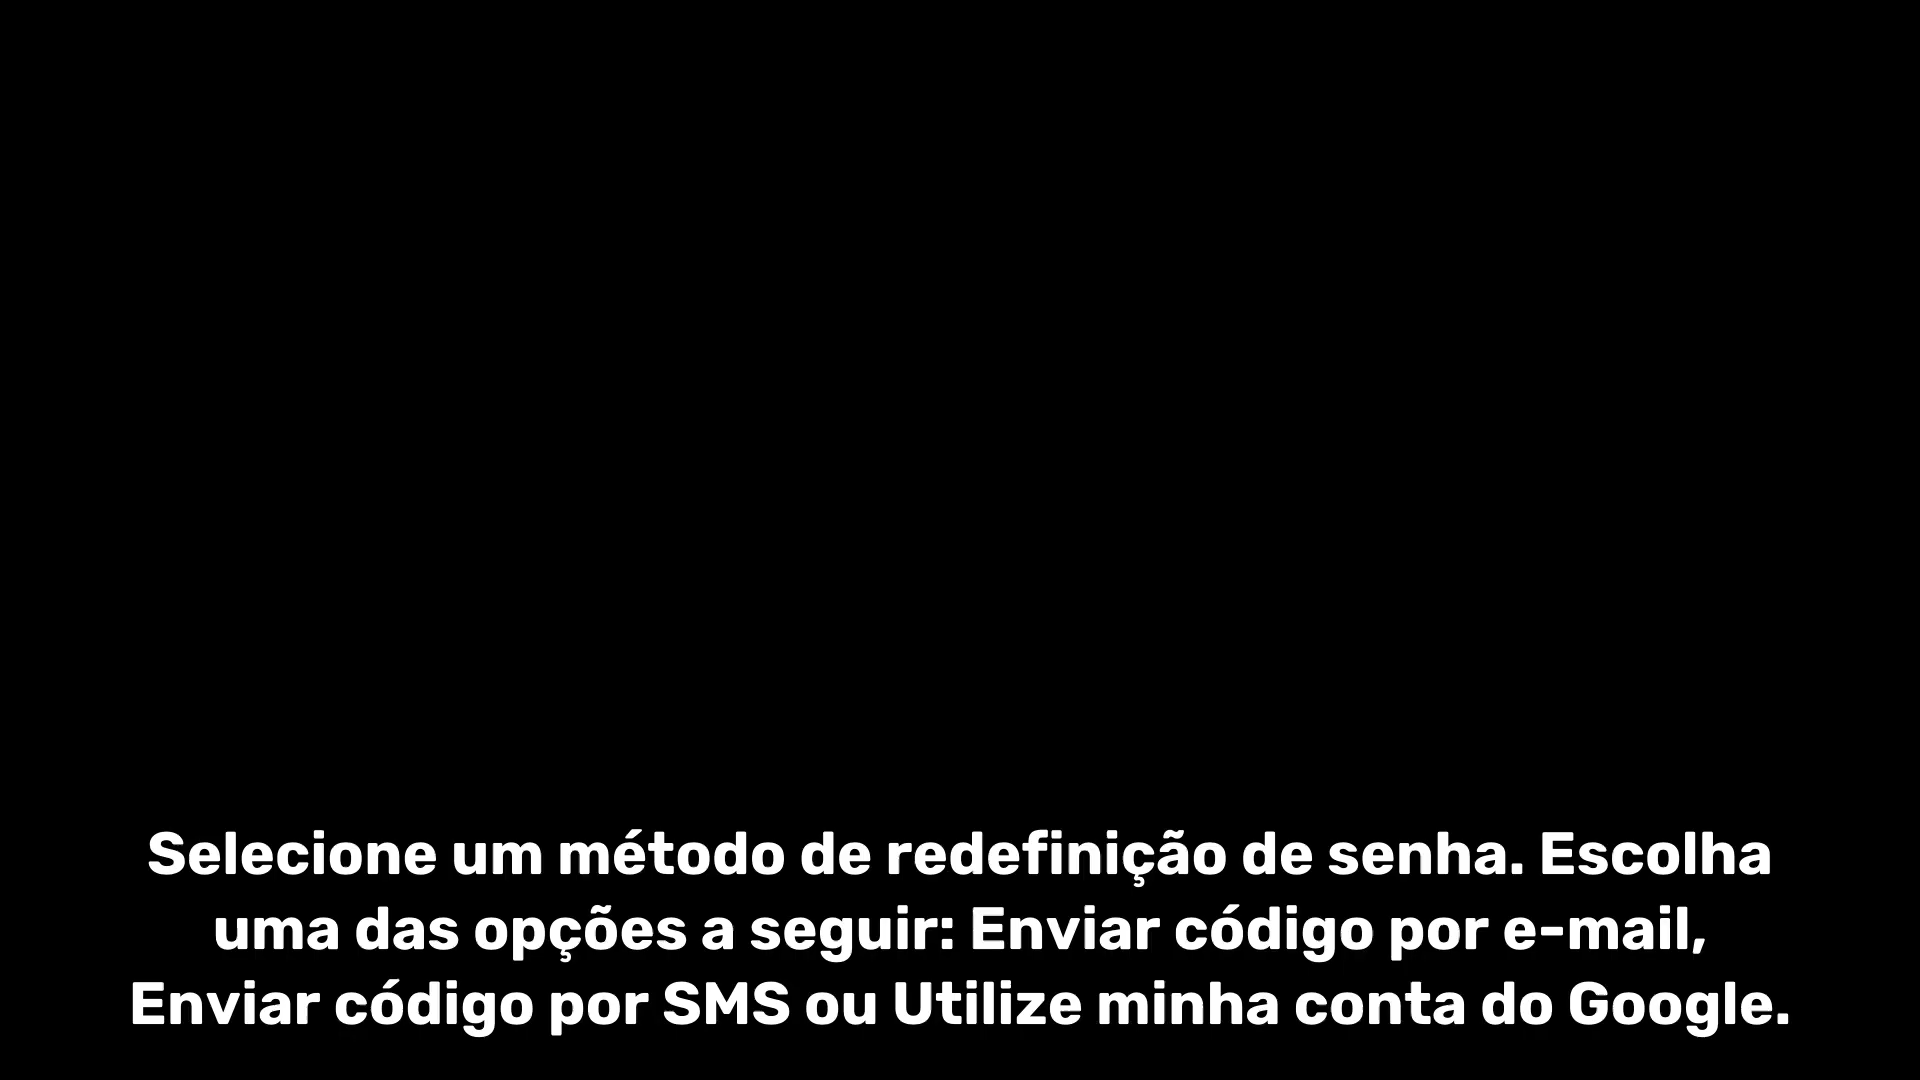 Selecione um método de redefinição de senha. Escolha
uma das opções a seguir: Enviar código por e-mail,
Enviar código por SMS ou Utilize minha conta do Google.